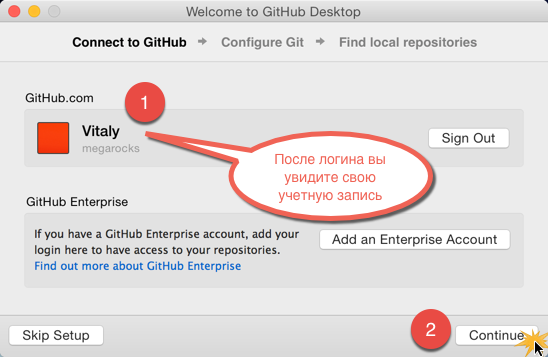 Welcome to GitHub Desktop
Connect to GitHub → Configure Git → Find local repositories
GitHub.com
1
Vitaly
megarocks
Sign Out
После логина вы
увидите свою
учетную запись
GitHub Enterprise
If you have a GitHub Enterprise account, add your
login here to have access to your repositories.
Find out more about GitHub Enterprise
Add an Enterprise Account
Skip Setup
2
Continue